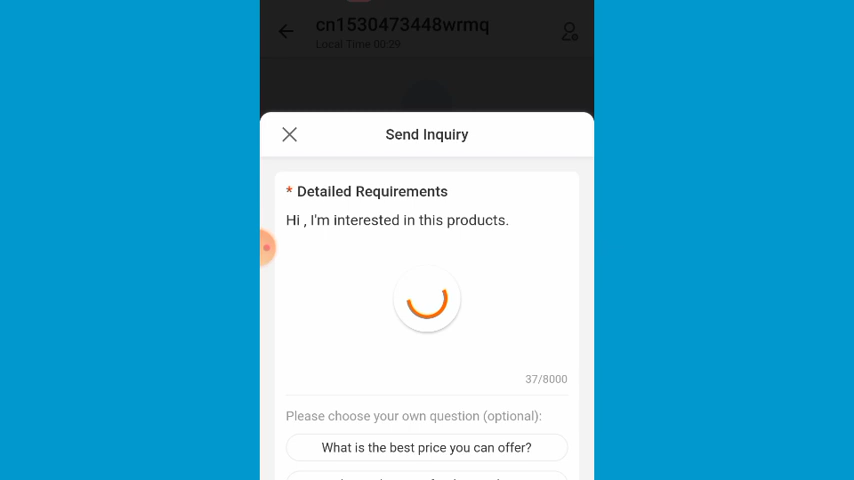 cn1530473448wrmq
Local Time 00:29
Send Inquiry
* Detailed Requirements
Hi , I'm interested in this products.
37/8000
Please choose your own question (optional):
What is the best price you can offer?